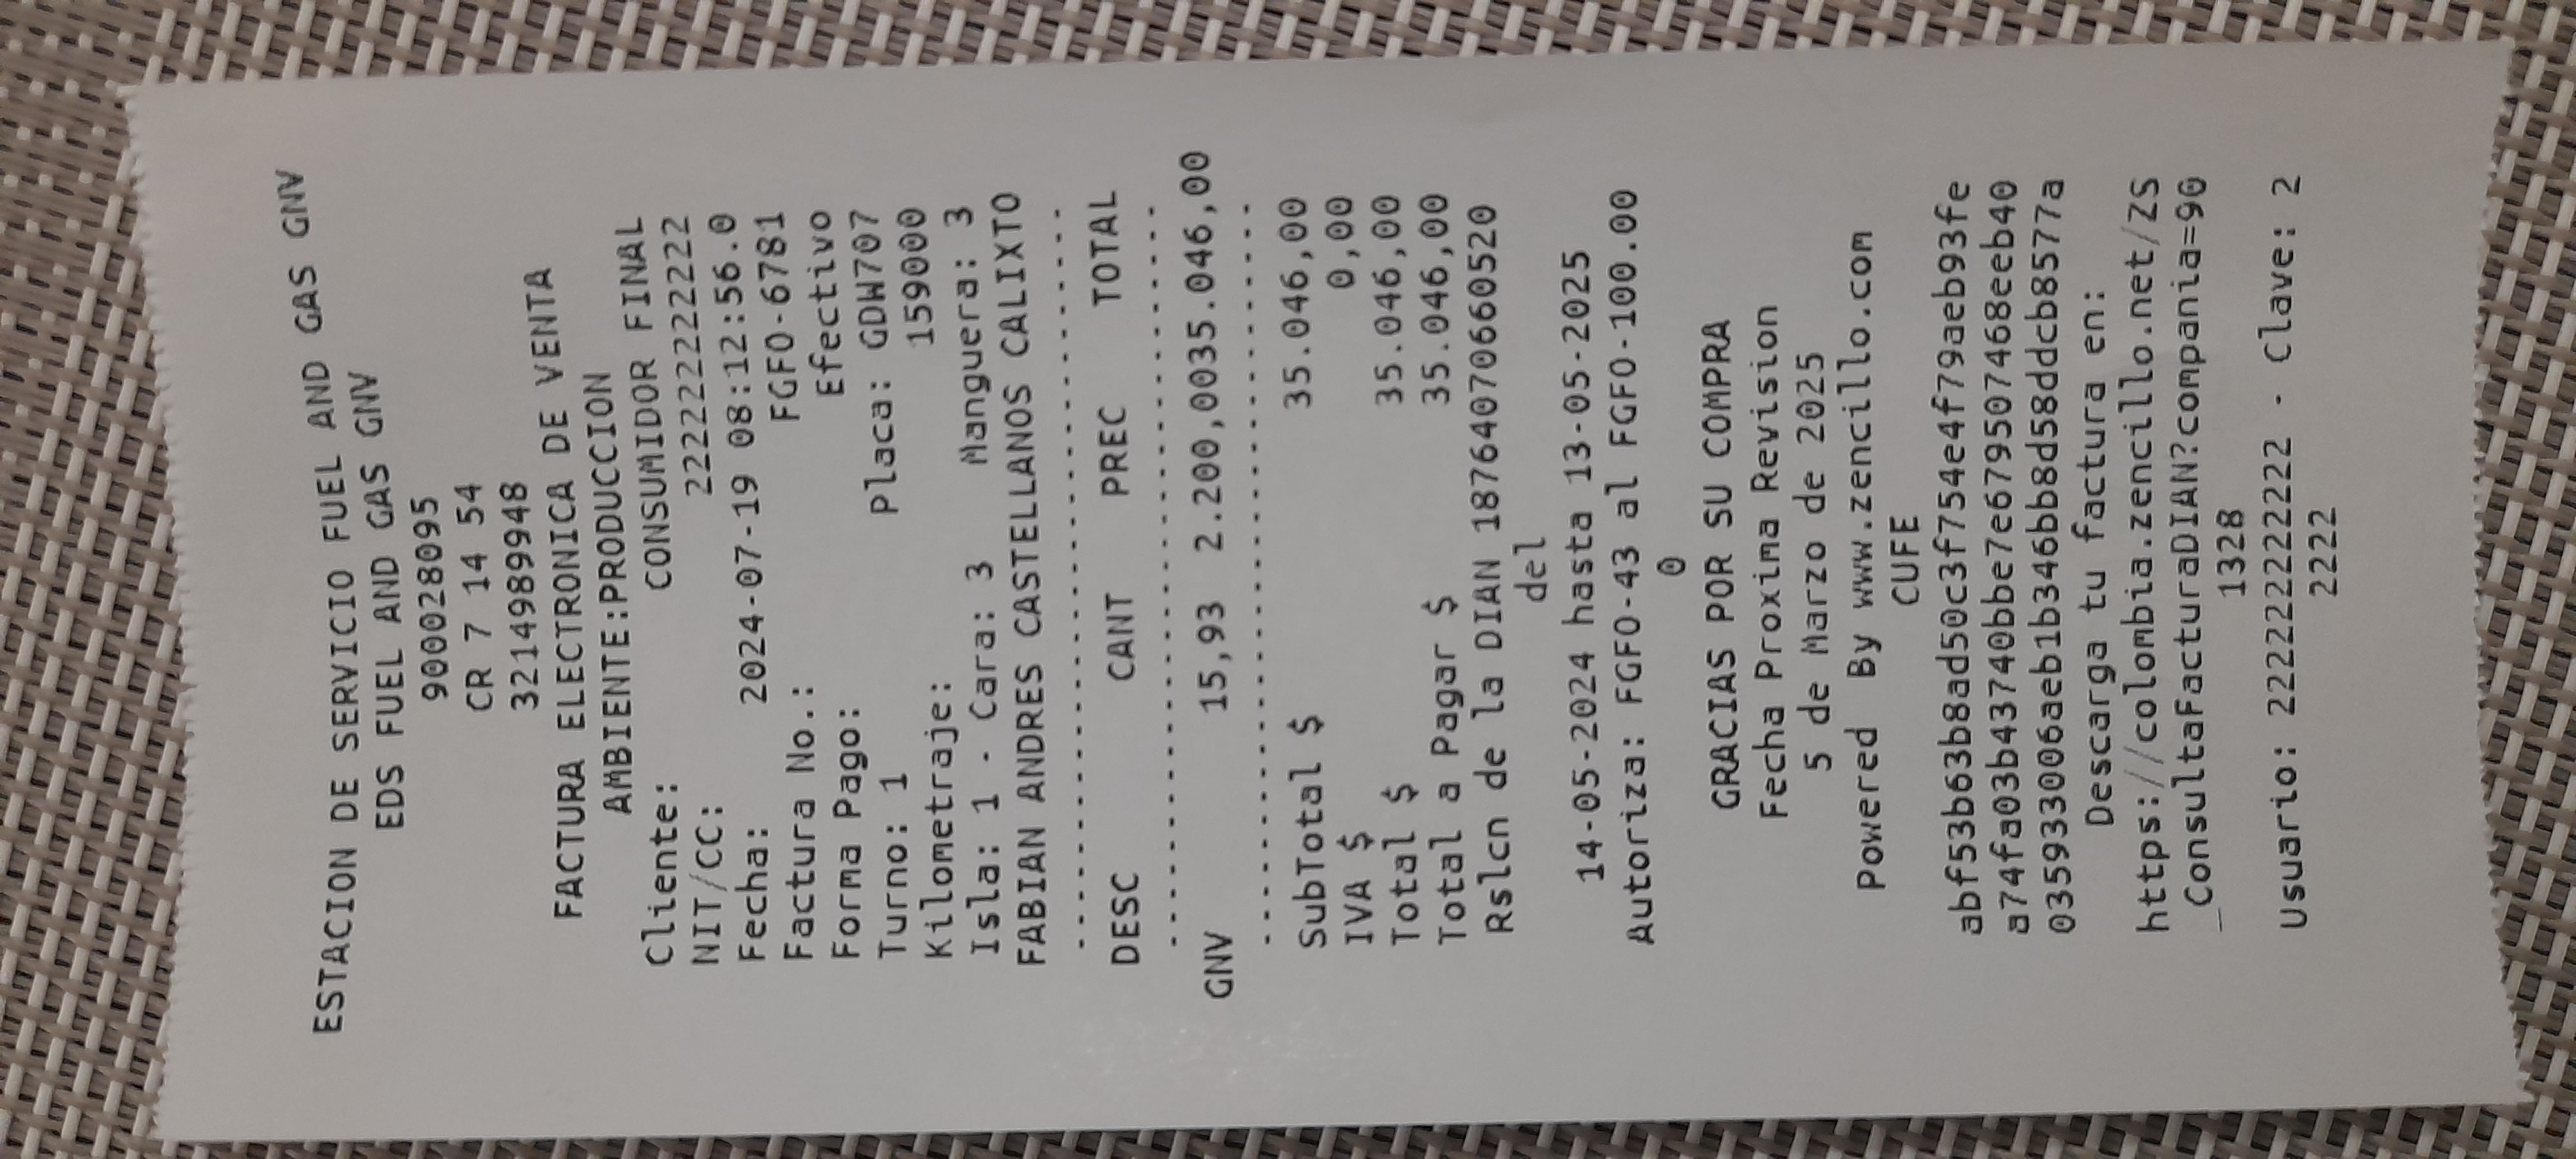 ESTACION DE SERVICIO FUEL AND GAS GNV
EDS FUEL AND GAS GNV
900028095
CR 7 14 54
3214989948
FACTURA ELECTRONICA DE VENTA
AMBIENTE:PRODUCCION
Cliente: CONSUMIDOR FINAL
NIT/CC: 222222222222
Fecha: 2024-07-19 08:12:56.0
Factura No.: FGFO-6781
Forma Pago: Efectivo
Turno: 1 Placa: GDW707
Kilometraje: 159000
Isla: 1 - Cara: 3 Manguera: 3
FABIAN ANDRES CASTELLANOS CALIXTO
DESC CANT PREC TOTAL
GNV 15,93 2.200,0035.046,00
SubTotal $ 35.046,00
IVA $ 0,00
Total $ 35.046,00
Total a Pagar $ 35.046,00
Rslcn de la DIAN 18764070660520
del
14-05-2024 hasta 13-05-2025
Autoriza: FGFO-43 al FGFO-100.00
0
GRACIAS POR SU COMPRA
Fecha Proxima Revision
5 de Marzo de 2025
Powered By www.zencillo.com
CUFE
abf53b63b8ad50c3f754e4f79aeb93fe
a74fa03b43740bbe7e679507468eeb40
03593006aeb1b346bb8d58ddcb8577a
Descarga tu factura en:
https://colombia.zencillo.net/ZS
_ConsultaFacturaDIAN?compania=90
1328
Usuario: 222222222222 - Clave: 2
2222